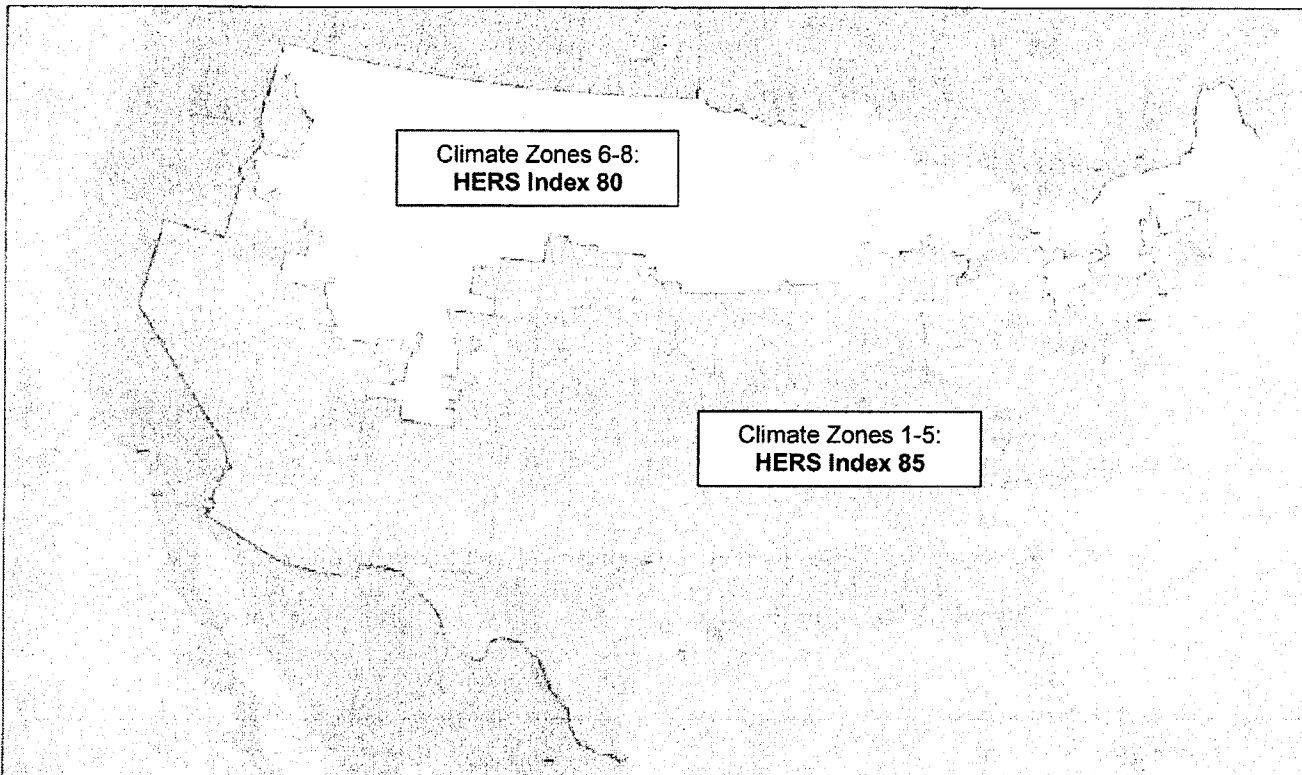 Climate Zones 6-8:
HERS Index 80
Climate Zones 1-5:
HERS Index 85